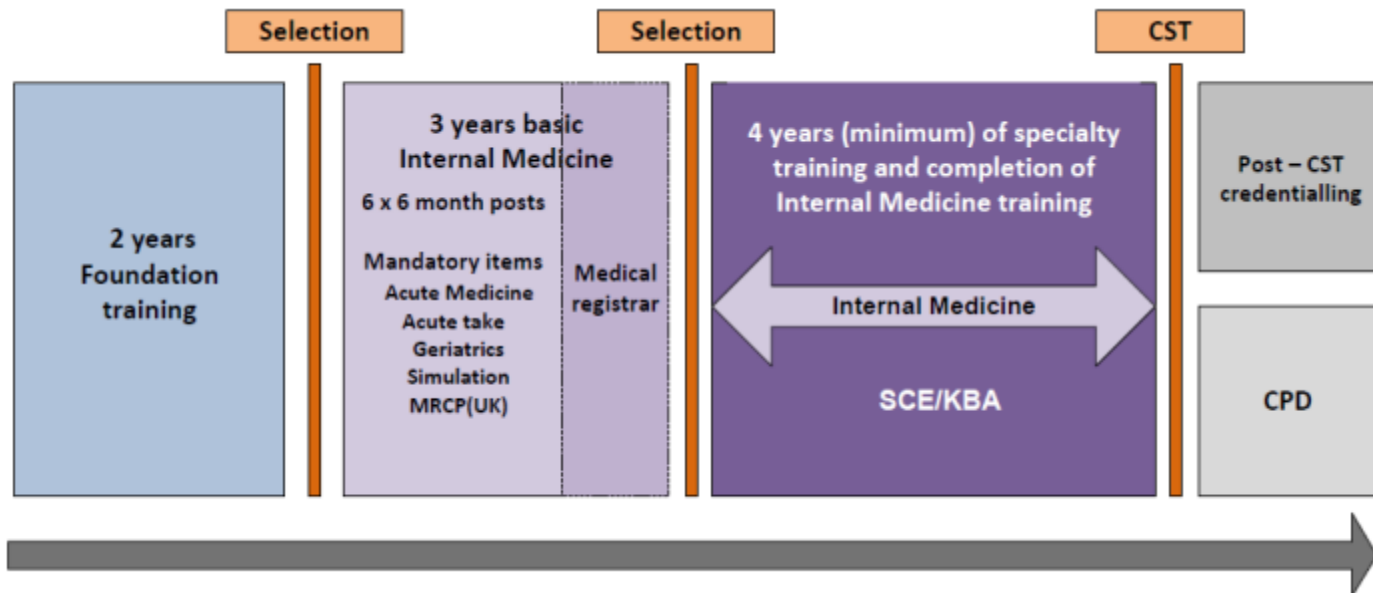 Selection
Selection
CST
2 years
Foundation
training
3 years basic
Internal Medicine
6 x 6 month posts
Mandatory items
Acute Medicine
Acute take
Geriatrics
Simulation
MRCP(UK)
Medical
registrar
4 years (minimum) of specialty
training and completion of
Internal Medicine training
Internal Medicine
SCE/KBA
Post – CST
credentialling
CPD